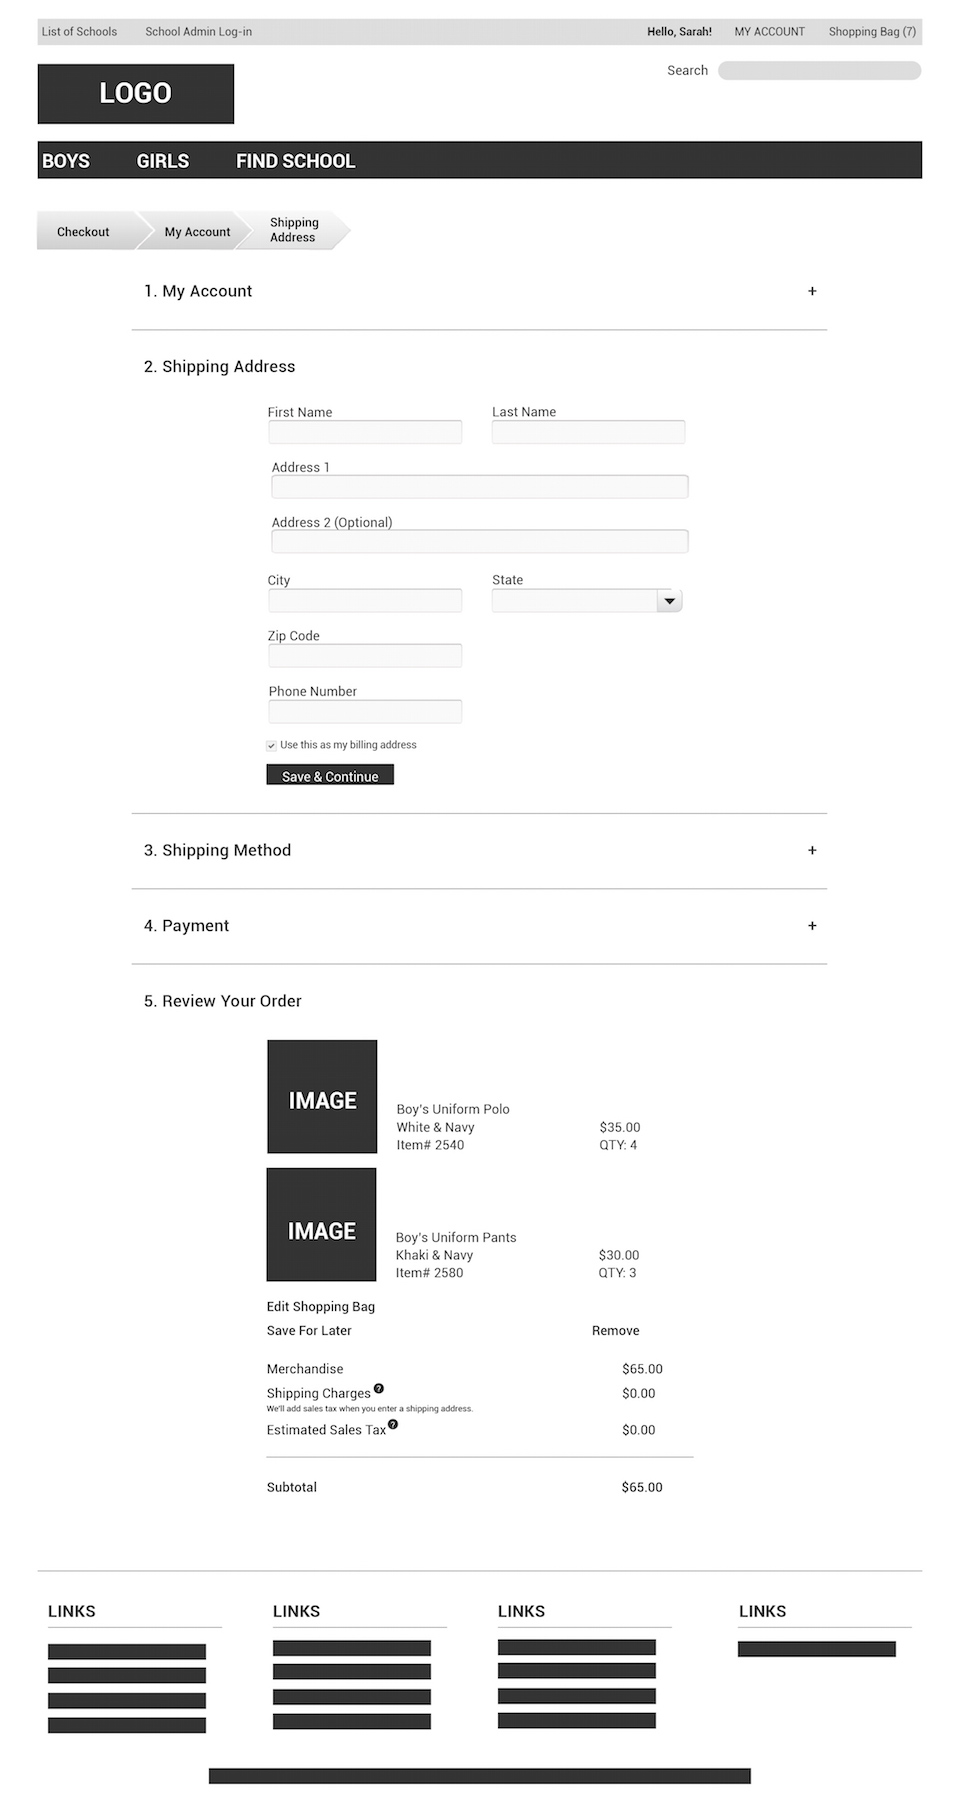 List of Schools School Admin Log-in Hello, Sarah! MY ACCOUNT Shopping Bag (7)
Search
LOGO
BOYS GIRLS FIND SCHOOL
Checkout My Account Shipping
Address
1. My Account +
2. Shipping Address
First Name Last Name
Address 1
Address 2 (Optional)
City State
Zip Code
Phone Number
Use this as my billing address
Save & Continue
3. Shipping Method +
4. Payment +
5. Review Your Order
IMAGE
Boy's Uniform Polo
White & Navy $35.00
Item# 2540 QTY: 4
IMAGE
Boy's Uniform Pants
Khaki & Navy $30.00
Item# 2580 QTY: 3
Edit Shopping Bag
Save For Later Remove
Merchandise $65.00
Shipping Charges ? $0.00
We'll add sales tax when you enter a shipping address.
Estimated Sales Tax ? $0.00
Subtotal $65.00
LINKS LINKS LINKS LINKS